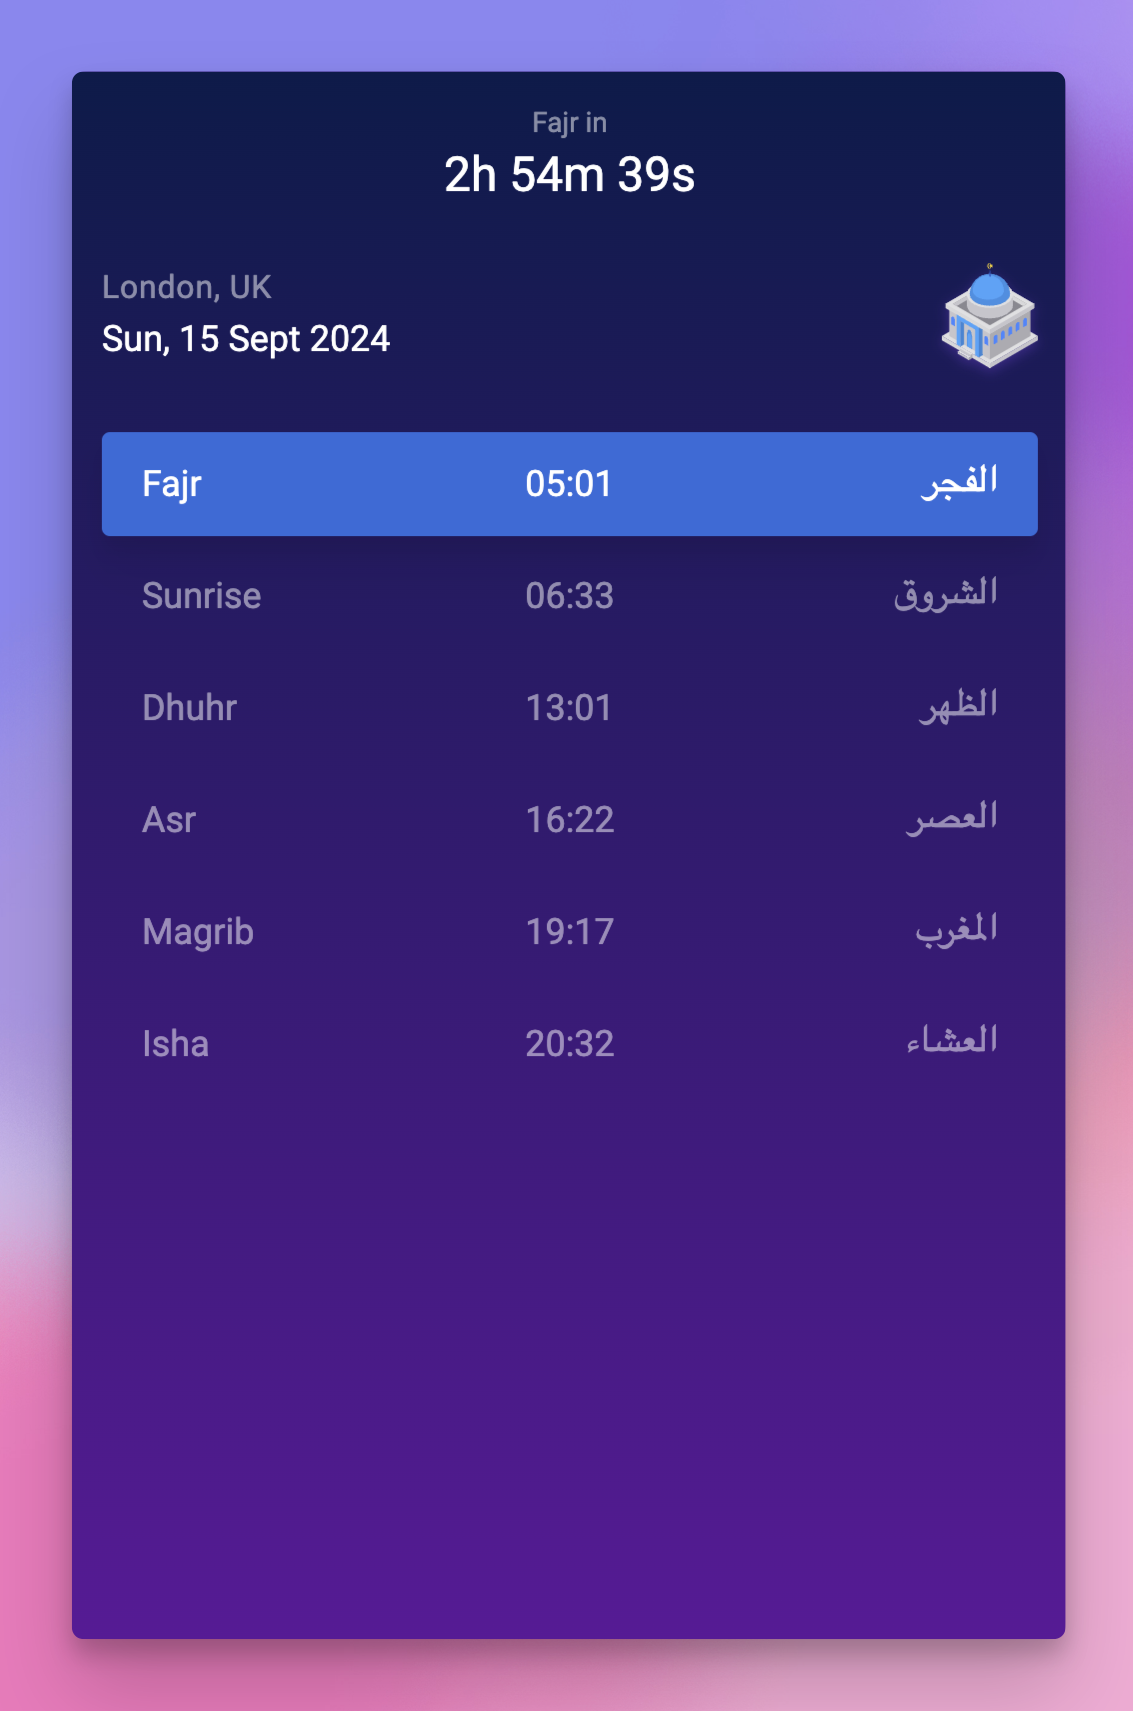 Fajr in
2h 54m 39s
London, UK
Sun, 15 Sept 2024
Fajr 05:01 الفجر
Sunrise 06:33 الشروق
Dhuhr 13:01 الظهر
Asr 16:22 العصر
Magrib 19:17 المغرب
Isha 20:32 العشاء